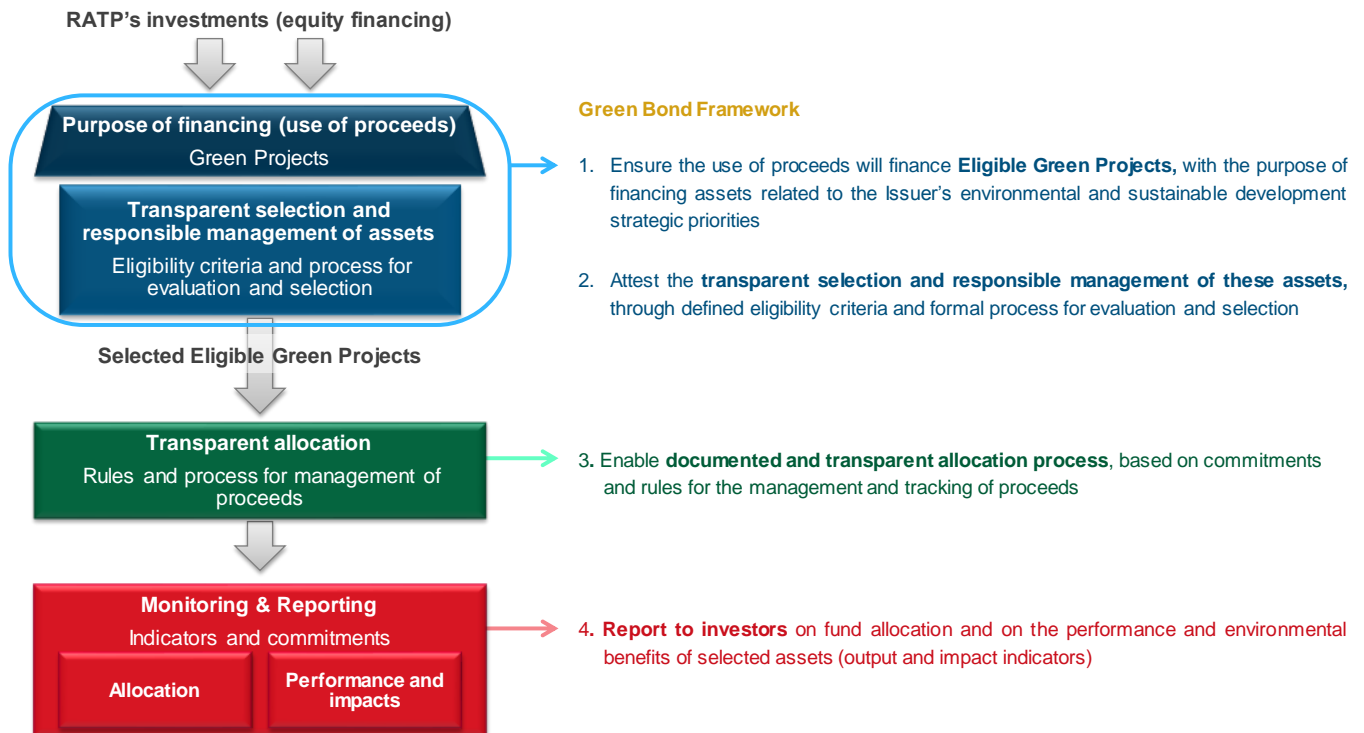 RATP's investments (equity financing)
Purpose of financing (use of proceeds)
Green Projects
Transparent selection and
responsible management of assets
Eligibility criteria and process for
evaluation and selection
Selected Eligible Green Projects
Transparent allocation
Rules and process for management of
proceeds
Monitoring & Reporting
Indicators and commitments
Allocation
Performance and
impacts
Green Bond Framework
1. Ensure the use of proceeds will finance Eligible Green Projects, with the purpose of
financing assets related to the Issuer's environmental and sustainable development
strategic priorities
2. Attest the transparent selection and responsible management of these assets,
through defined eligibility criteria and formal process for evaluation and selection
3. Enable documented and transparent allocation process, based on commitments
and rules for the management and tracking of proceeds
4. Report to investors on fund allocation and on the performance and environmental
benefits of selected assets (output and impact indicators)